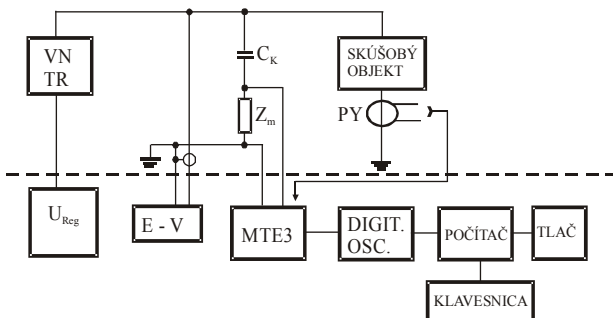 VN
TR
C_K
SKÚŠOBÝ
OBJEKT
Z_m
PY
U_Reg
E - V
MTE3
DIGIT.
OSC.
POČÍTAČ
TLAČ
KLAVESNICA